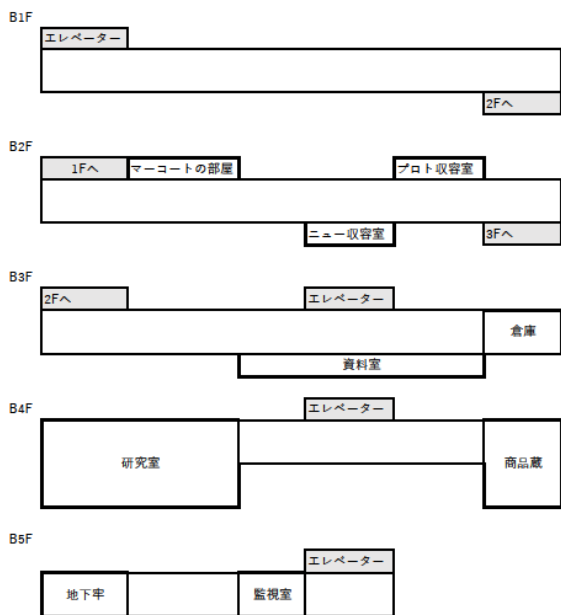 B1F
エレベーター
2Fへ
B2F
1Fへ
マーコートの部屋
プロト収容室
ニュー収容室
3Fへ
B3F
2Fへ
エレベーター
倉庫
資料室
B4F
エレベーター
研究室
商品蔵
B5F
エレベーター
地下牢
監視室